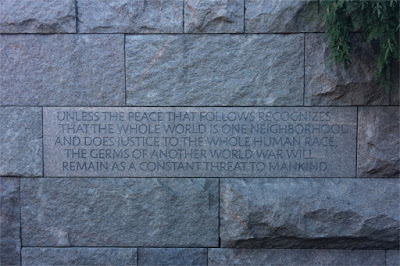 UNLESS THE PEACE THAT FOLLOWS RECOGNIZES
THAT THE WHOLE WORLD IS ONE NEIGHBORHOOD
AND DOES JUSTICE TO THE WHOLE HUMAN RACE,
THE GERMS OF ANOTHER WORLD WAR WILL
REMAIN AS A CONSTANT THREAT TO MANKIND.